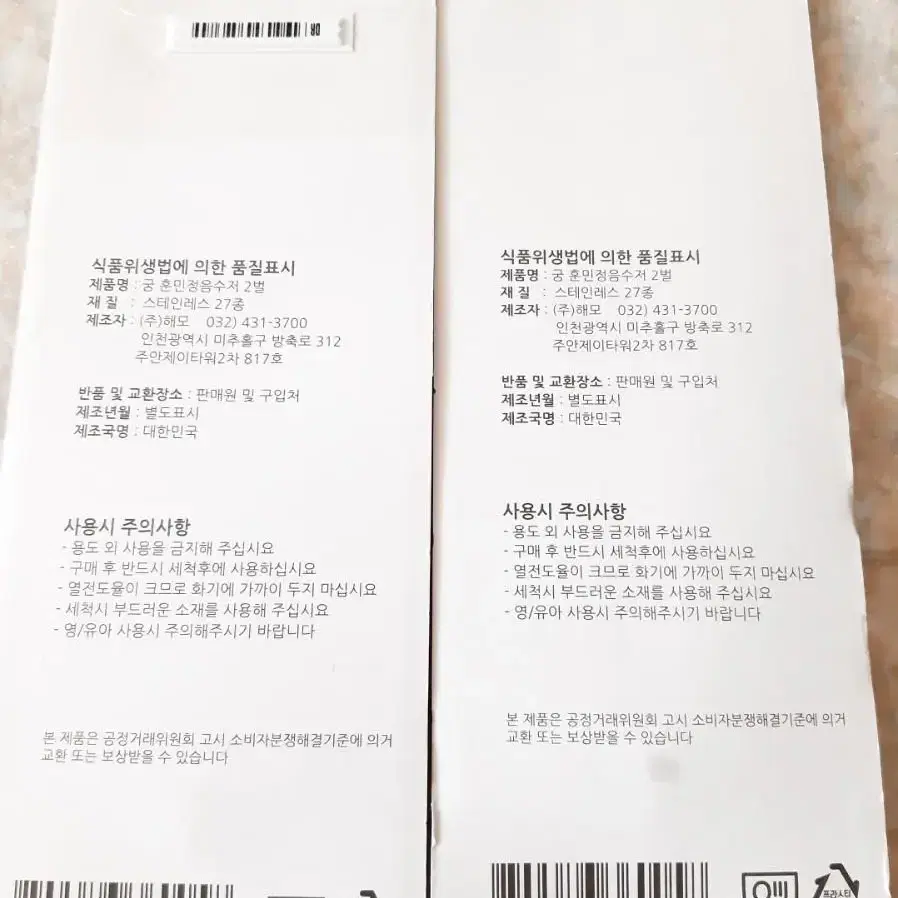 DR
식품위생법에 의한 품질표시
제품명 : 궁 훈민정음수저 2벌
재 질 : 스테인레스 27종
제조자 : (주)해모 032) 431-3700
인천광역시 미추홀구 방축로 312
주안제이타워2차 817호
반품 및 교환장소 : 판매원 및 구입처
제조년월 : 별도표시
제조국명 : 대한민국
사용시 주의사항
- 용도 외 사용을 금지해 주십시요
- 구매 후 반드시 세척후에 사용하십시요
- 열전도율이 크므로 화기에 가까이 두지 마십시요
- 세척시 부드러운 소재를 사용해 주십시요
- 영/유아 사용시 주의해주시기 바랍니다
본 제품은 공정거래위원회 고시 소비자분쟁해결기준에 의거
교환 또는 보상받을 수 있습니다
식품위생법에 의한 품질표시
제품명 : 궁 훈민정음수저 2벌
재 질 : 스테인레스 27종
제조자 : (주)해모 032) 431-3700
인천광역시 미추홀구 방축로 312
주안제이타워2차 817호
반품 및 교환장소 : 판매원 및 구입처
제조년월 : 별도표시
제조국명 : 대한민국
사용시 주의사항
- 용도 외 사용을 금지해 주십시요
- 구매 후 반드시 세척후에 사용하십시요
- 열전도율이 크므로 화기에 가까이 두지 마십시요
- 세척시 부드러운 소재를 사용해 주십시요
- 영/유아 사용시 주의해주시기 바랍니다
본 제품은 공정거래위원회 고시 소비자분쟁해결기준에 의거
교환 또는 보상받을 수 있습니다